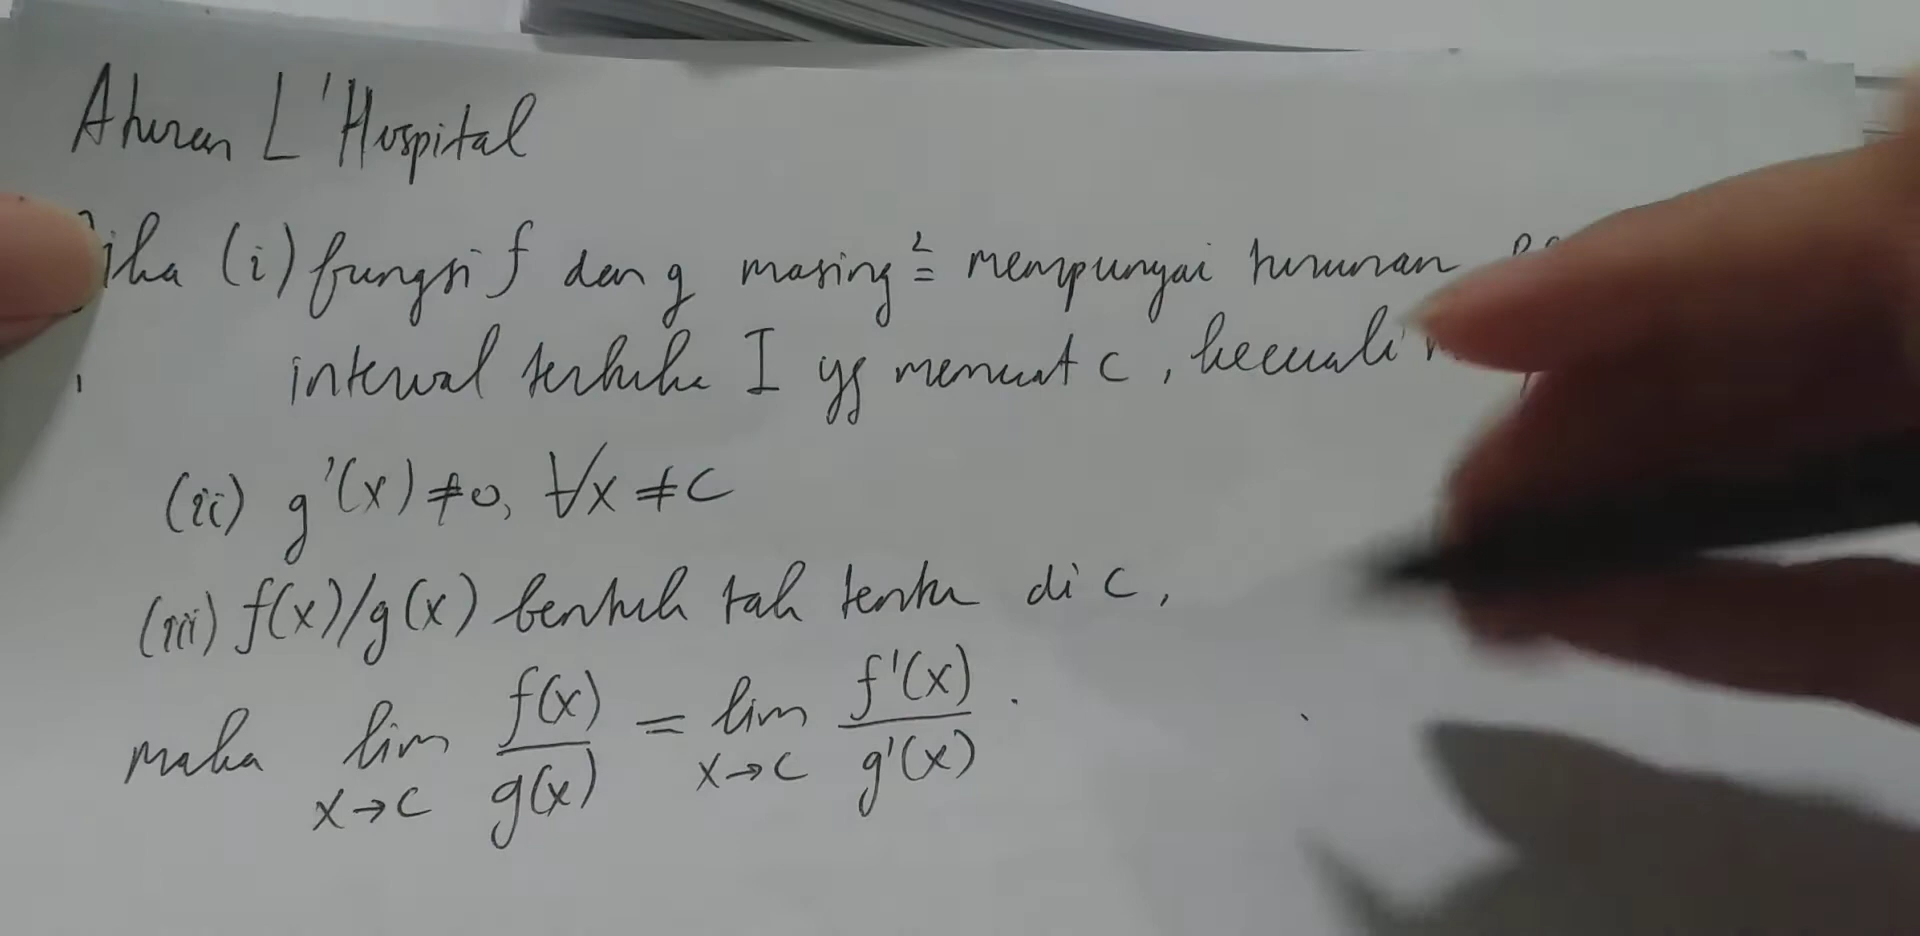 Aturan L'Hospital
Jika (i) fungsi f dan g masing² mempunyai turunan
interval terbuka I yg memuat c, kecuali
(ii) g'(x) ≠ 0, ∀x ≠ c
(iii) f(x)/g(x) bentuk tak tentu di c,
maka lim x→c f(x)/g(x) = lim x→c f'(x)/g'(x).